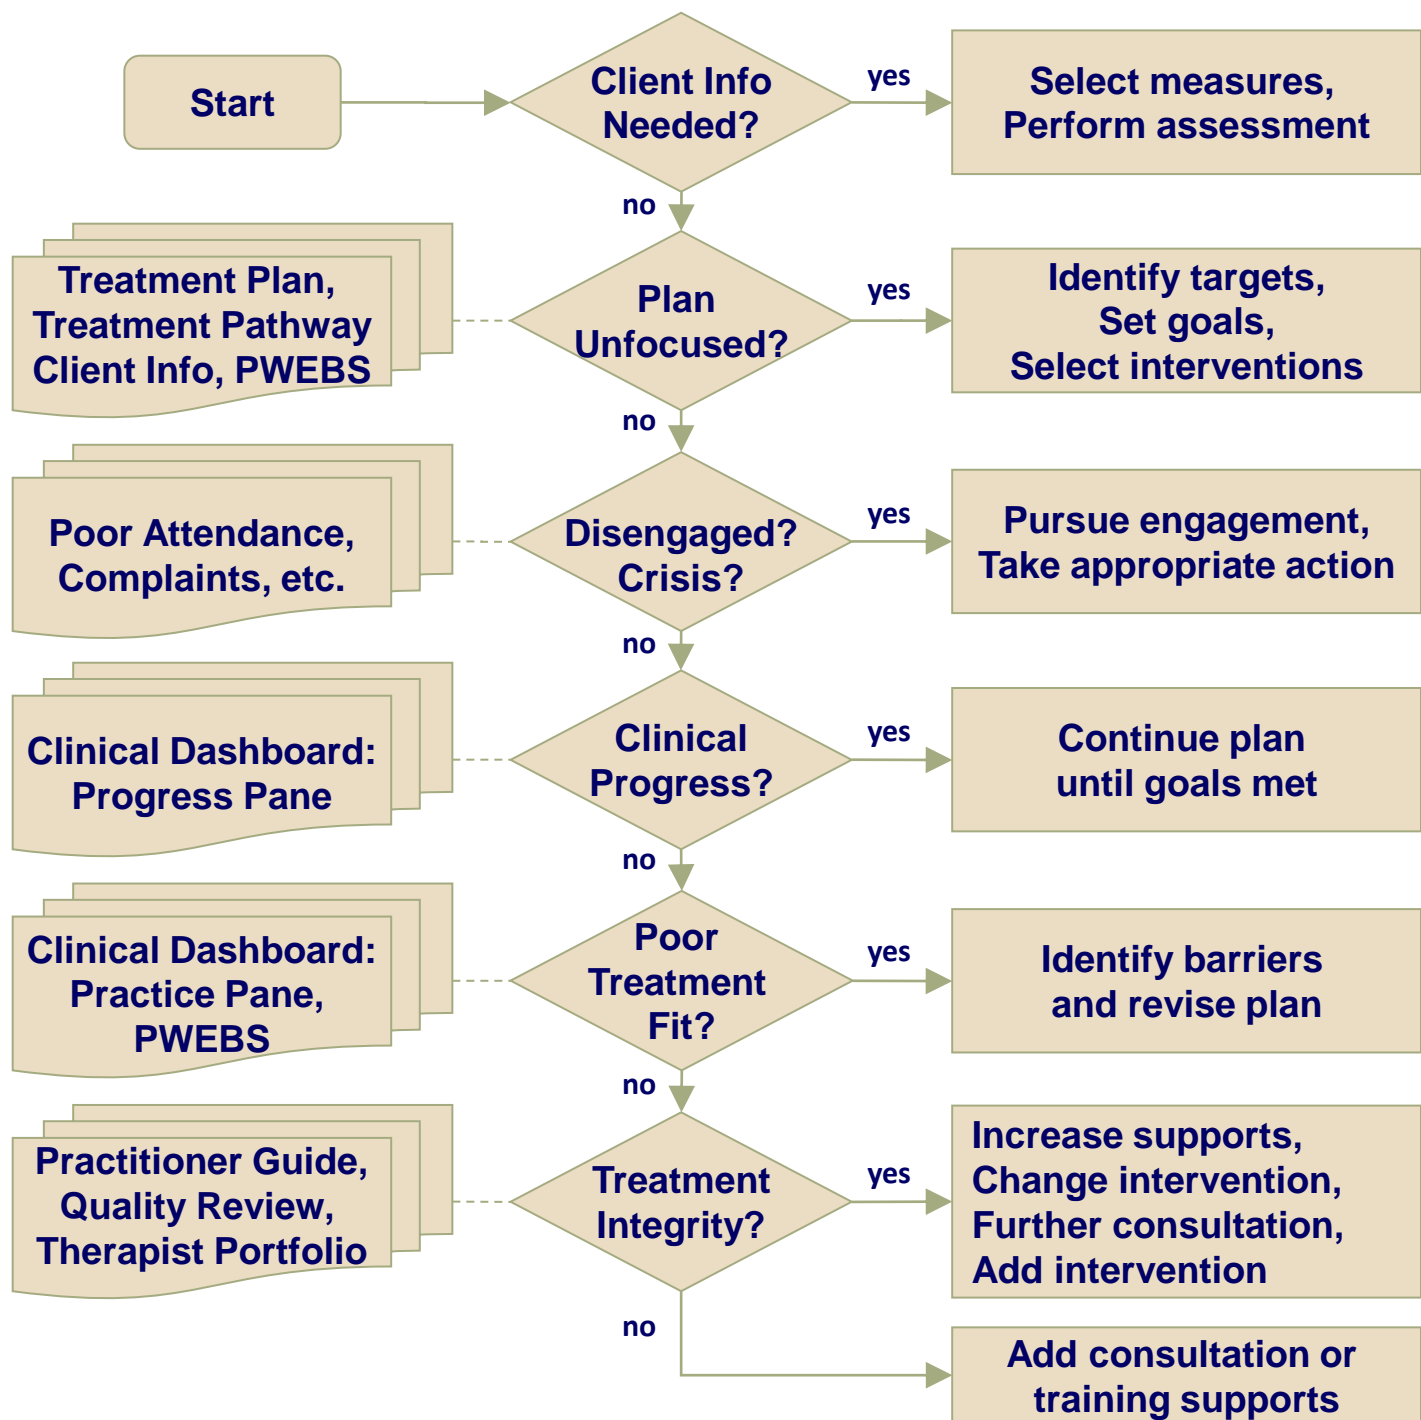 Start
Client Info
Needed?
yes
Select measures,
Perform assessment
no
Treatment Plan,
Treatment Pathway
Client Info, PWEBS
Plan
Unfocused?
yes
Identify targets,
Set goals,
Select interventions
no
Poor Attendance,
Complaints, etc.
Disengaged?
Crisis?
yes
Pursue engagement,
Take appropriate action
no
Clinical Dashboard:
Progress Pane
Clinical
Progress?
yes
Continue plan
until goals met
no
Clinical Dashboard:
Practice Pane,
PWEBS
Poor
Treatment
Fit?
yes
Identify barriers
and revise plan
no
Practitioner Guide,
Quality Review,
Therapist Portfolio
Treatment
Integrity?
yes
Increase supports,
Change intervention,
Further consultation,
Add intervention
no
Add consultation or
training supports